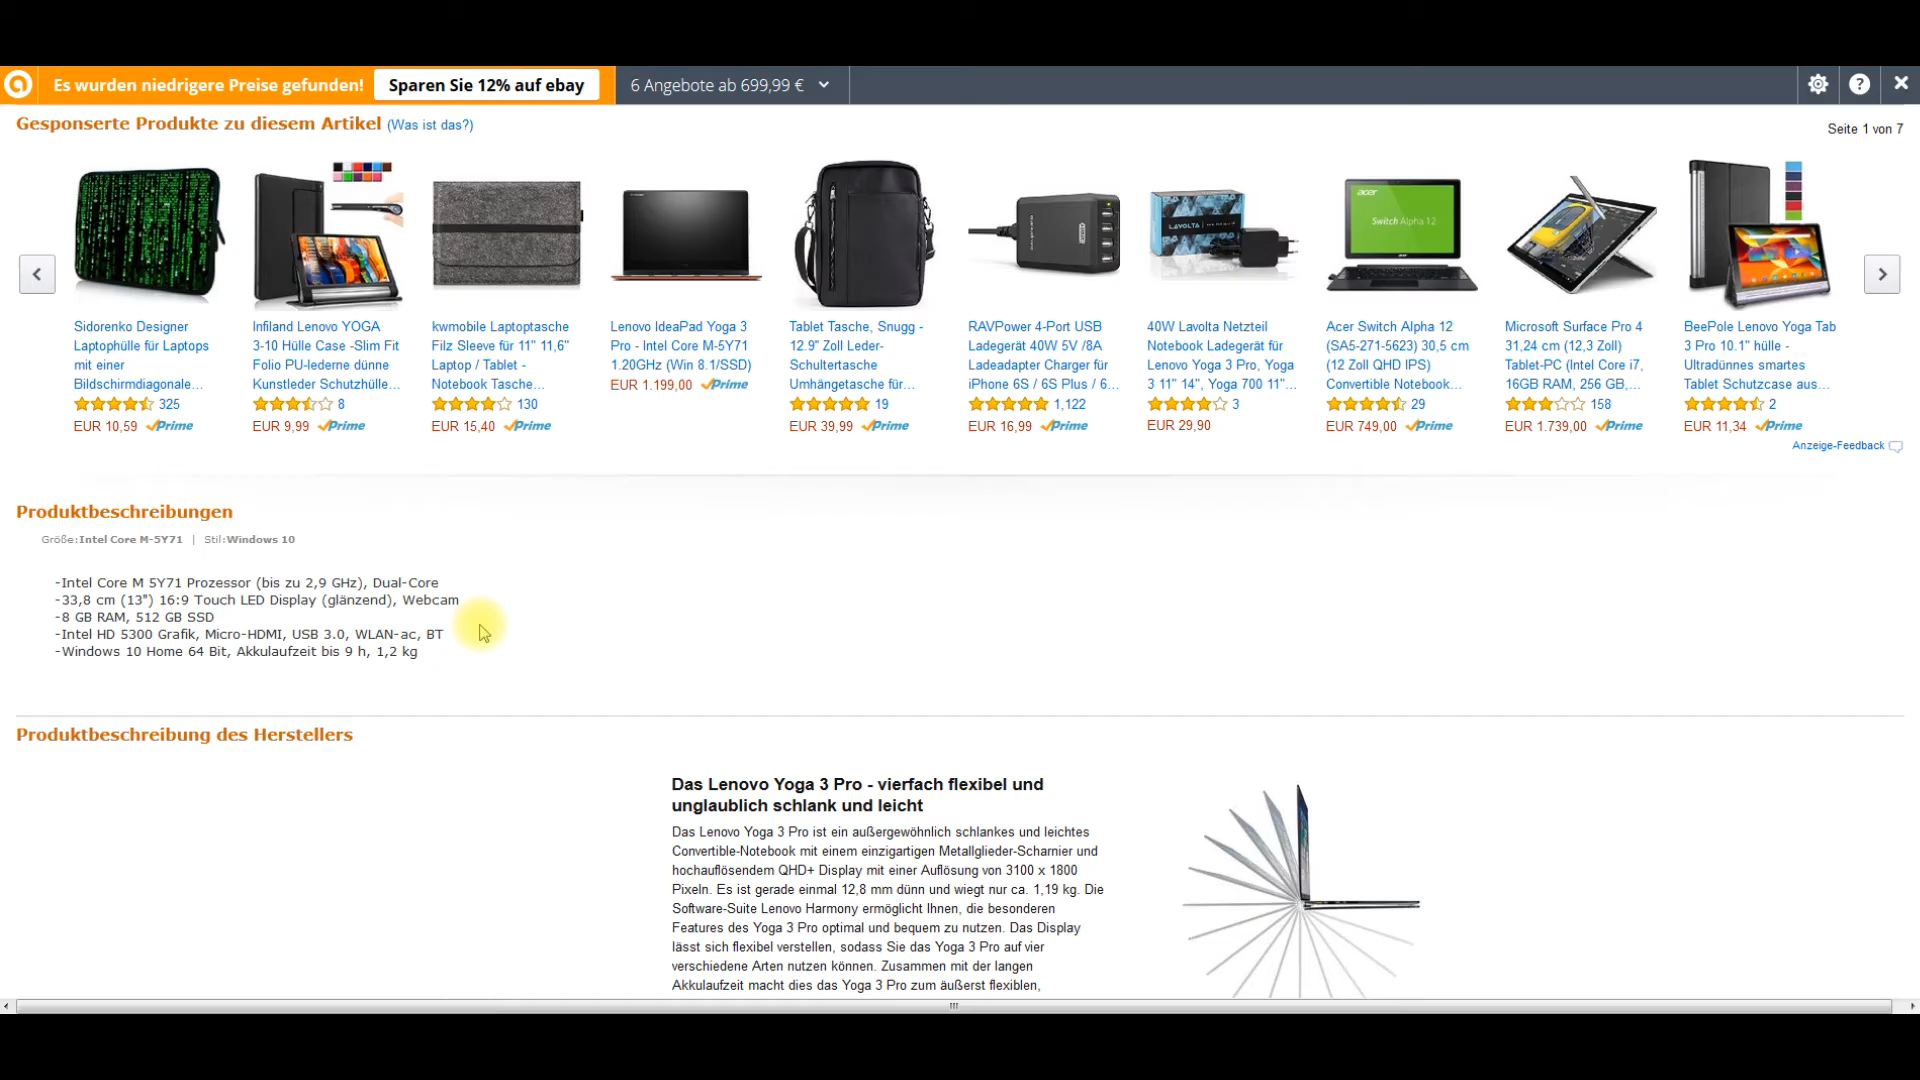 Es wurden niedrigere Preise gefunden! Sparen Sie 12% auf ebay 6 Angebote ab 699,99 €
Gesponserte Produkte zu diesem Artikel (Was ist das?)
Seite 1 von 7
Sidorenko Designer
Laptophülle für Laptops
mit einer
Bildschirmdiagonale...
325
EUR 10,59 Prime
Infiland Lenovo YOGA
3-10 Hülle Case -Slim Fit
Folio PU-lederne dünne
Kunstleder Schutzhülle...
8
EUR 9,99 Prime
kwmobile Laptoptasche
Filz Sleeve für 11" 11,6"
Laptop / Tablet -
Notebook Tasche...
130
EUR 15,40 Prime
Lenovo IdeaPad Yoga 3
Pro - Intel Core M-5Y71
1.20GHz (Win 8.1/SSD)
EUR 1.199,00 Prime
Tablet Tasche, Snugg -
12.9" Zoll Leder-
Schultertasche
Umhängetasche für...
19
EUR 39,99 Prime
RAVPower 4-Port USB
Ladegerät 40W 5V /8A
Ladeadapter Charger für
iPhone 6S / 6S Plus / 6...
1,122
EUR 16,99 Prime
LAVOLTA
40W Lavolta Netzteil
Notebook Ladegerät für
Lenovo Yoga 3 Pro, Yoga
3 11" 14", Yoga 700 11"...
3
EUR 29,90
acer
Switch Alpha 12
Acer Switch Alpha 12
(SA5-271-5623) 30,5 cm
(12 Zoll QHD IPS)
Convertible Notebook...
29
EUR 749,00 Prime
Microsoft Surface Pro 4
31,24 cm (12,3 Zoll)
Tablet-PC (Intel Core i7,
16GB RAM, 256 GB,...
158
EUR 1.739,00 Prime
BeePole Lenovo Yoga Tab
3 Pro 10.1" hülle -
Ultradünnes smartes
Tablet Schutzcase aus...
2
EUR 11,34 Prime
Anzeige-Feedback
Produktbeschreibungen
Größe:Intel Core M-5Y71 | Stil:Windows 10
-Intel Core M 5Y71 Prozessor (bis zu 2,9 GHz), Dual-Core
-33,8 cm (13") 16:9 Touch LED Display (glänzend), Webcam
-8 GB RAM, 512 GB SSD
-Intel HD 5300 Grafik, Micro-HDMI, USB 3.0, WLAN-ac, BT
-Windows 10 Home 64 Bit, Akkulaufzeit bis 9 h, 1,2 kg
Produktbeschreibung des Herstellers
Das Lenovo Yoga 3 Pro - vierfach flexibel und
unglaublich schlank und leicht
Das Lenovo Yoga 3 Pro ist ein außergewöhnlich schlankes und leichtes
Convertible-Notebook mit einem einzigartigen Metallglieder-Scharnier und
hochauflösendem QHD+ Display mit einer Auflösung von 3100 x 1800
Pixeln. Es ist gerade einmal 12,8 mm dünn und wiegt nur ca. 1,19 kg. Die
Software-Suite Lenovo Harmony ermöglicht Ihnen, die besonderen
Features des Yoga 3 Pro optimal und bequem zu nutzen. Das Display
lässt sich flexibel verstellen, sodass Sie das Yoga 3 Pro auf vier
verschiedene Arten nutzen können. Zusammen mit der langen
Akkulaufzeit macht dies das Yoga 3 Pro zum äußerst flexiblen,